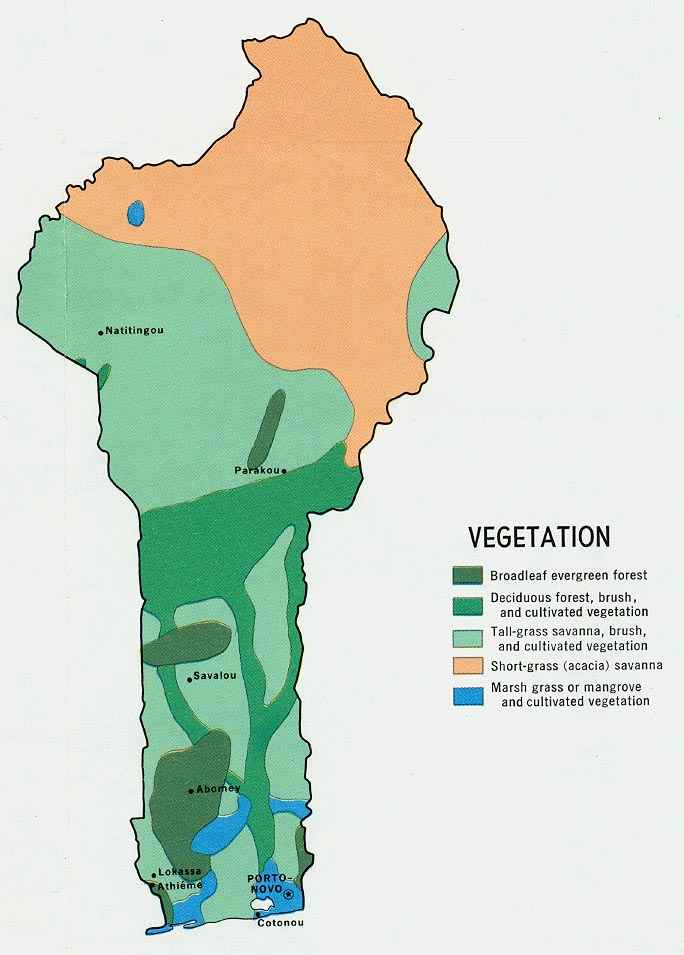 Natitingou
Parakou
VEGETATION
Broadleaf evergreen forest
Deciduous forest, brush,
and cultivated vegetation
Tall-grass savanna, brush,
and cultivated vegetation
Short-grass (acacia) savanna
Marsh grass or mangrove
and cultivated vegetation
Savalou
Abomey
Lokassa
Athiémé
PORTO-
NOVO
Cotonou